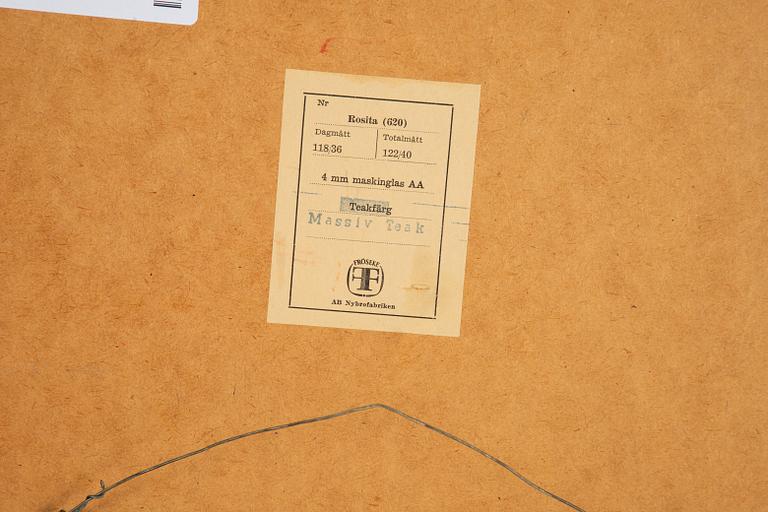 Nr
Rosita (620)
Dagmått Totalmått
118/36 122/40
4 mm maskinglas AA
Teakfärg
Massiv Teak
FRÖSEKE
AB Nybrofabriken